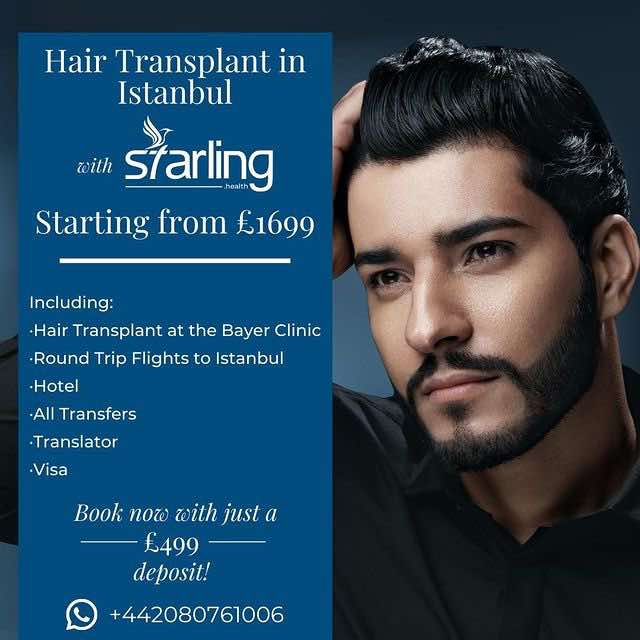 Hair Transplant in
Istanbul
with starling
.health
Starting from £1699
Including:
·Hair Transplant at the Bayer Clinic
·Round Trip Flights to Istanbul
·Hotel
·All Transfers
·Translator
·Visa
Book now with just a
£499
deposit!
+442080761006